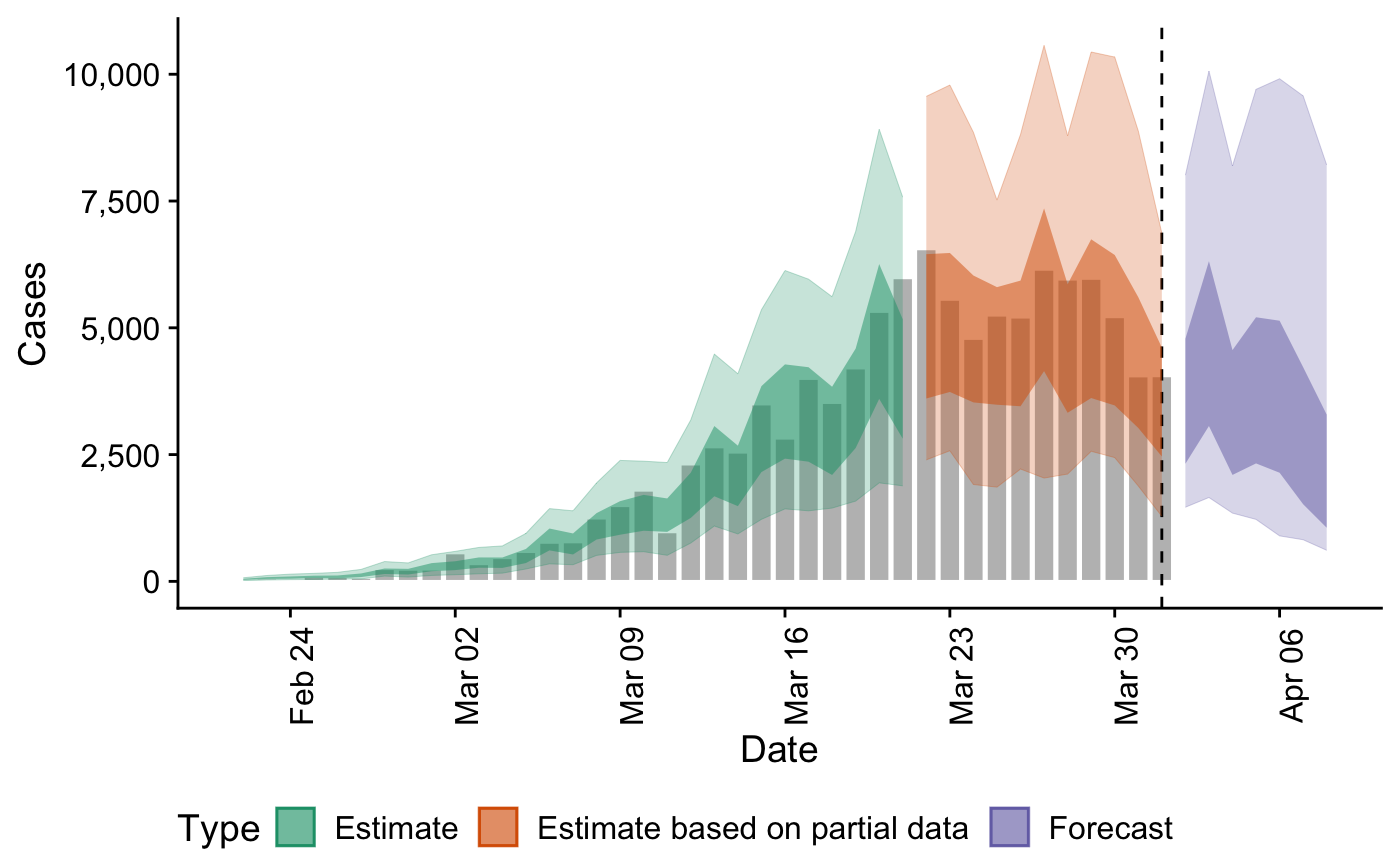 10,000
7,500
5,000
2,500
0
Cases
Feb 24
Mar 02
Mar 09
Mar 16
Mar 23
Mar 30
Apr 06
Date
Type Estimate Estimate based on partial data Forecast